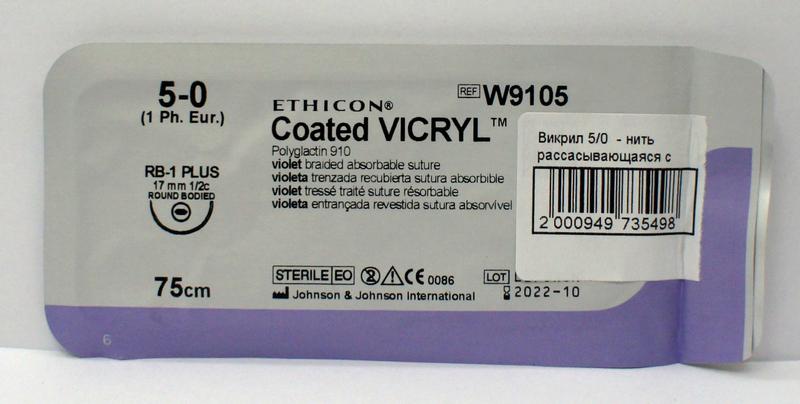 5-0
(1 Ph. Eur.)
RB-1 PLUS
17 mm 1/2c
ROUND BODIED
75cm
6
ETHICON®
REF W9105
Coated VICRYL™
Polyglactin 910
violet braided absorbable suture
violeta trenzada recubierta sutura absorbible
violet tressé traité suture résorbable
violeta entrançada revestida sutura absorvível
STERILE EO 2 CE 0086 LOT
Johnson & Johnson International 2022-10
Викрил 5/0 - нить
рассасывающаяся с
2 000949 735498